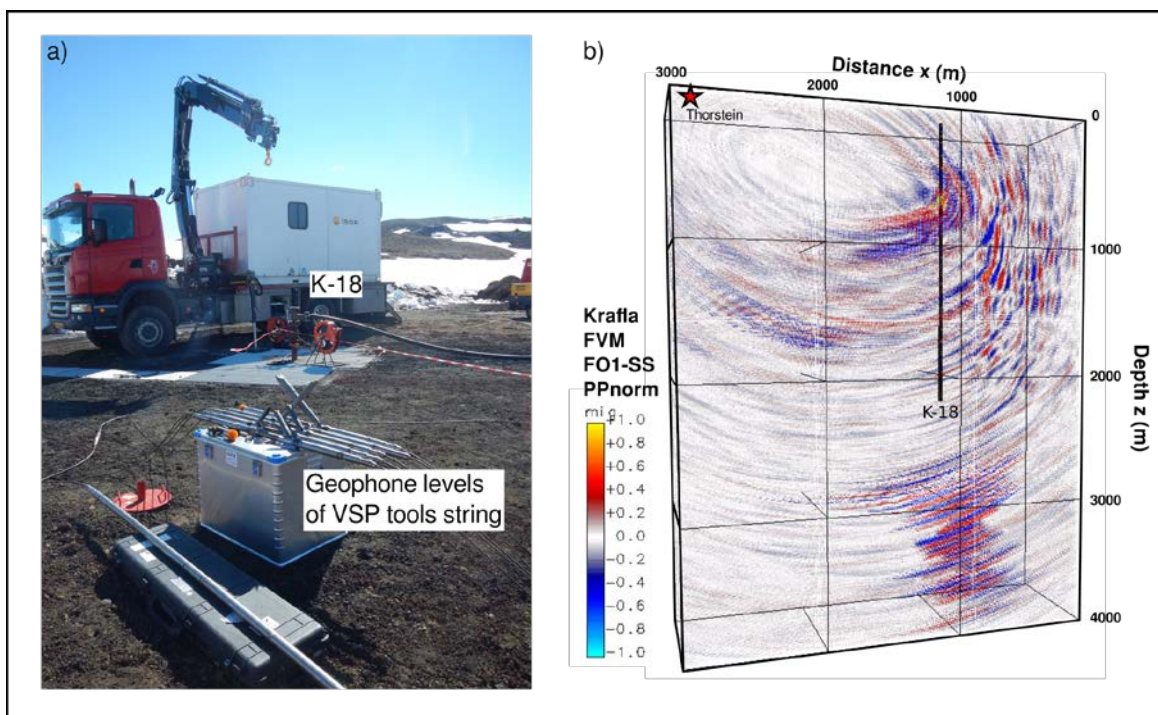 a)
K-18
Geophone levels
of VSP tools string
b)
Distance x (m)
3000
2000
1000
0
Thorstein
1000
2000
3000
4000
Depth z (m)
K-18
Krafla
FVM
FO1-SS
PPnorm
mig
+1.0
+0.8
+0.6
+0.4
+0.2
0.0
-0.2
-0.4
-0.6
-0.8
-1.0